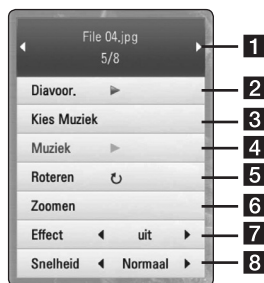 File 04.jpg
5/8
1
Diavoor.
2
Kies Muziek
3
Muziek
4
Roteren
5
Zoomen
6
Effect uit
7
Snelheid Normaal
8